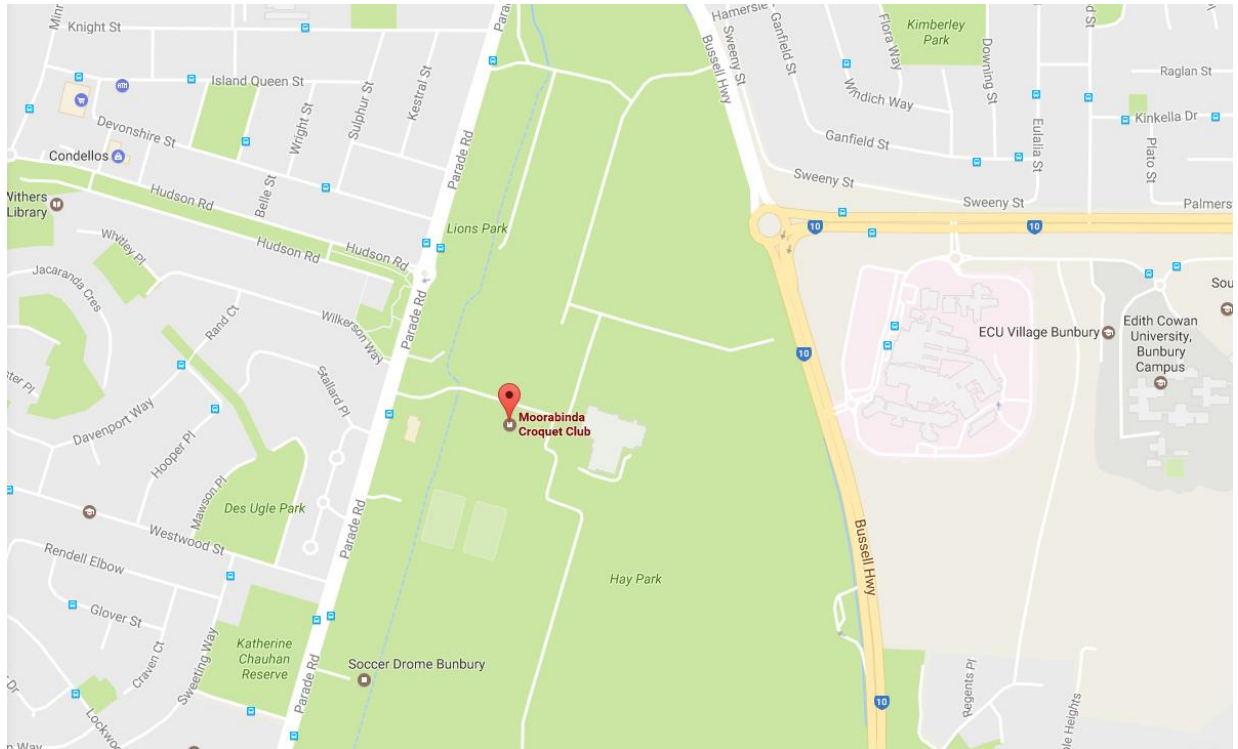 Knight St
Island Queen St
Devonshire St
Condellos
Wright St
Sulphur St
Kestral St
Belle St
Hudson Rd
Hudson Rd
Hudson Rd
Withers
Library
Whitley Pl
Jacaranda Cres
Rand Ct
Wilkerson Way
Stallard Pl
Davenport Way
Hooper Pl
Mawson Pl
Des Ugle Park
Westwood St
Rendell Elbow
Glover St
Craven Ct
Sweeting Way
Katherine
Chauhan
Reserve
Parade Rd
Parade Rd
Parade Rd
Parade Rd
Parade Rd
Parade Rd
Lions Park
Moorabinda
Croquet Club
Hay Park
Soccer Drome Bunbury
Bussell Hwy
Bussell Hwy
Bussell Hwy
Sweeny St
Ganfield St
Flora Way
Kimberley
Park
Downing St
Windich Way
Ganfield St
Eulalia St
Raglan St
Kinkella Dr
Plato St
Sweeny St
Sweeny St
10
10
10
10
ECU Village Bunbury
Edith Cowan
University,
Bunbury
Campus
Regents Pl